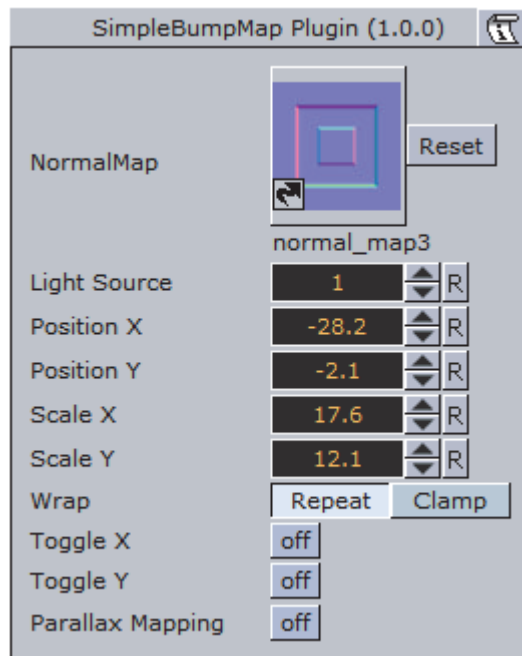 SimpleBumpMap Plugin (1.0.0)
NormalMap Reset
normal_map3
Light Source 1 R
Position X -28.2 R
Position Y -2.1 R
Scale X 17.6 R
Scale Y 12.1 R
Wrap Repeat Clamp
Toggle X off
Toggle Y off
Parallax Mapping off